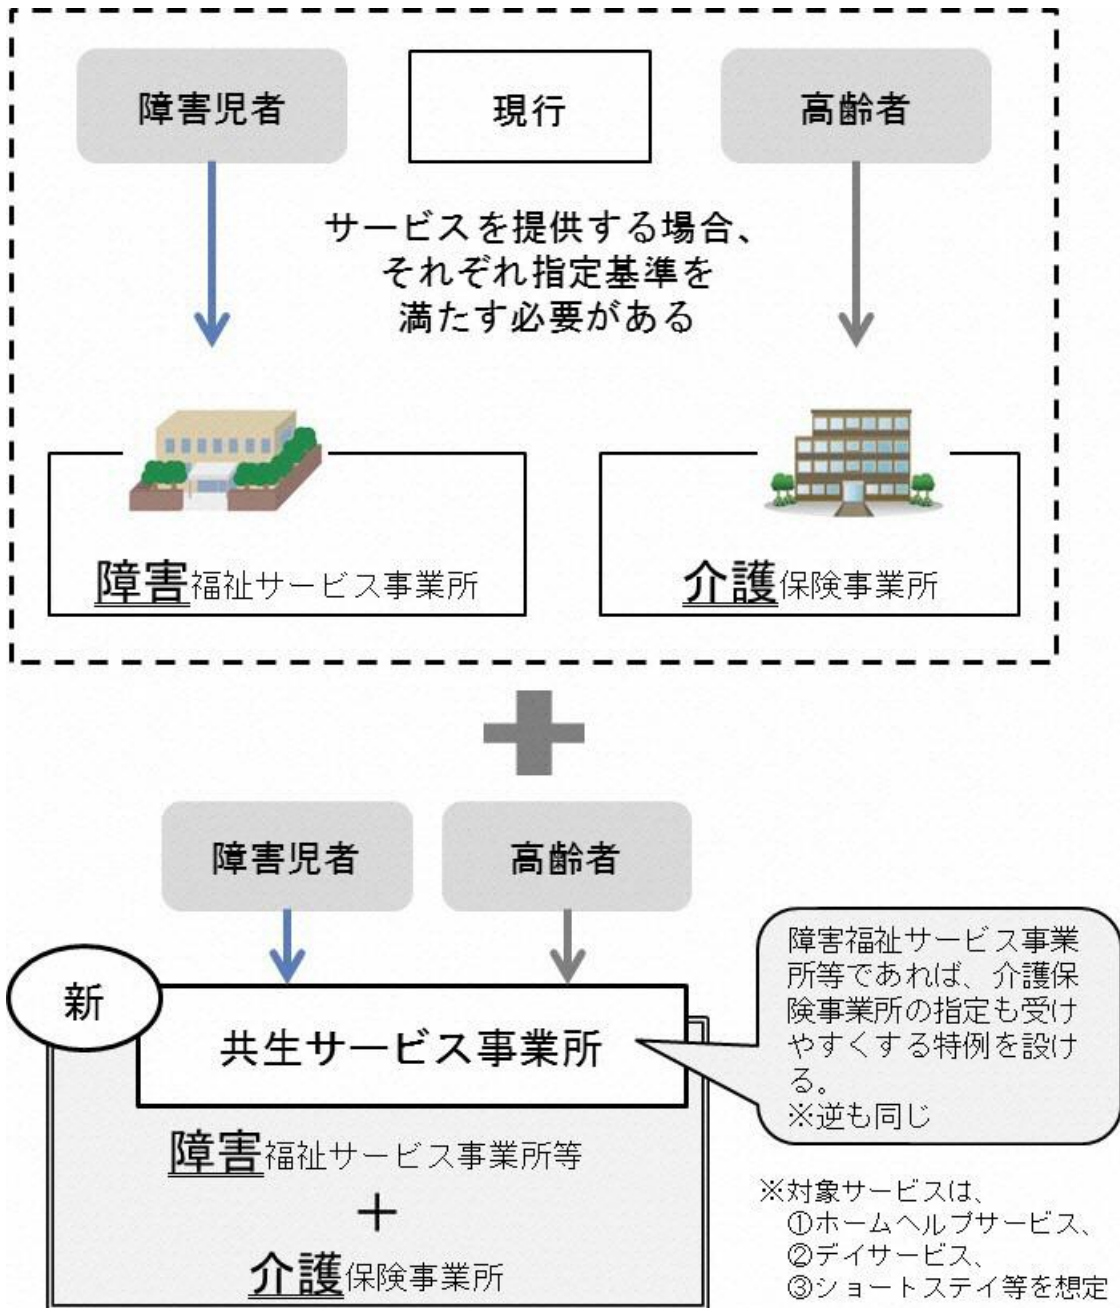 障害児者
現行
高齢者
サービスを提供する場合、
それぞれ指定基準を
満たす必要がある
障害福祉サービス事業所
介護保険事業所
障害児者
高齢者
新
共生サービス事業所
障害福祉サービス事業所等
＋
介護保険事業所
障害福祉サービス事業
所等であれば、介護保
険事業所の指定も受け
やすくする特例を設け
る。
※逆も同じ
※対象サービスは、
①ホームヘルプサービス、
②デイサービス、
③ショートステイ等を想定